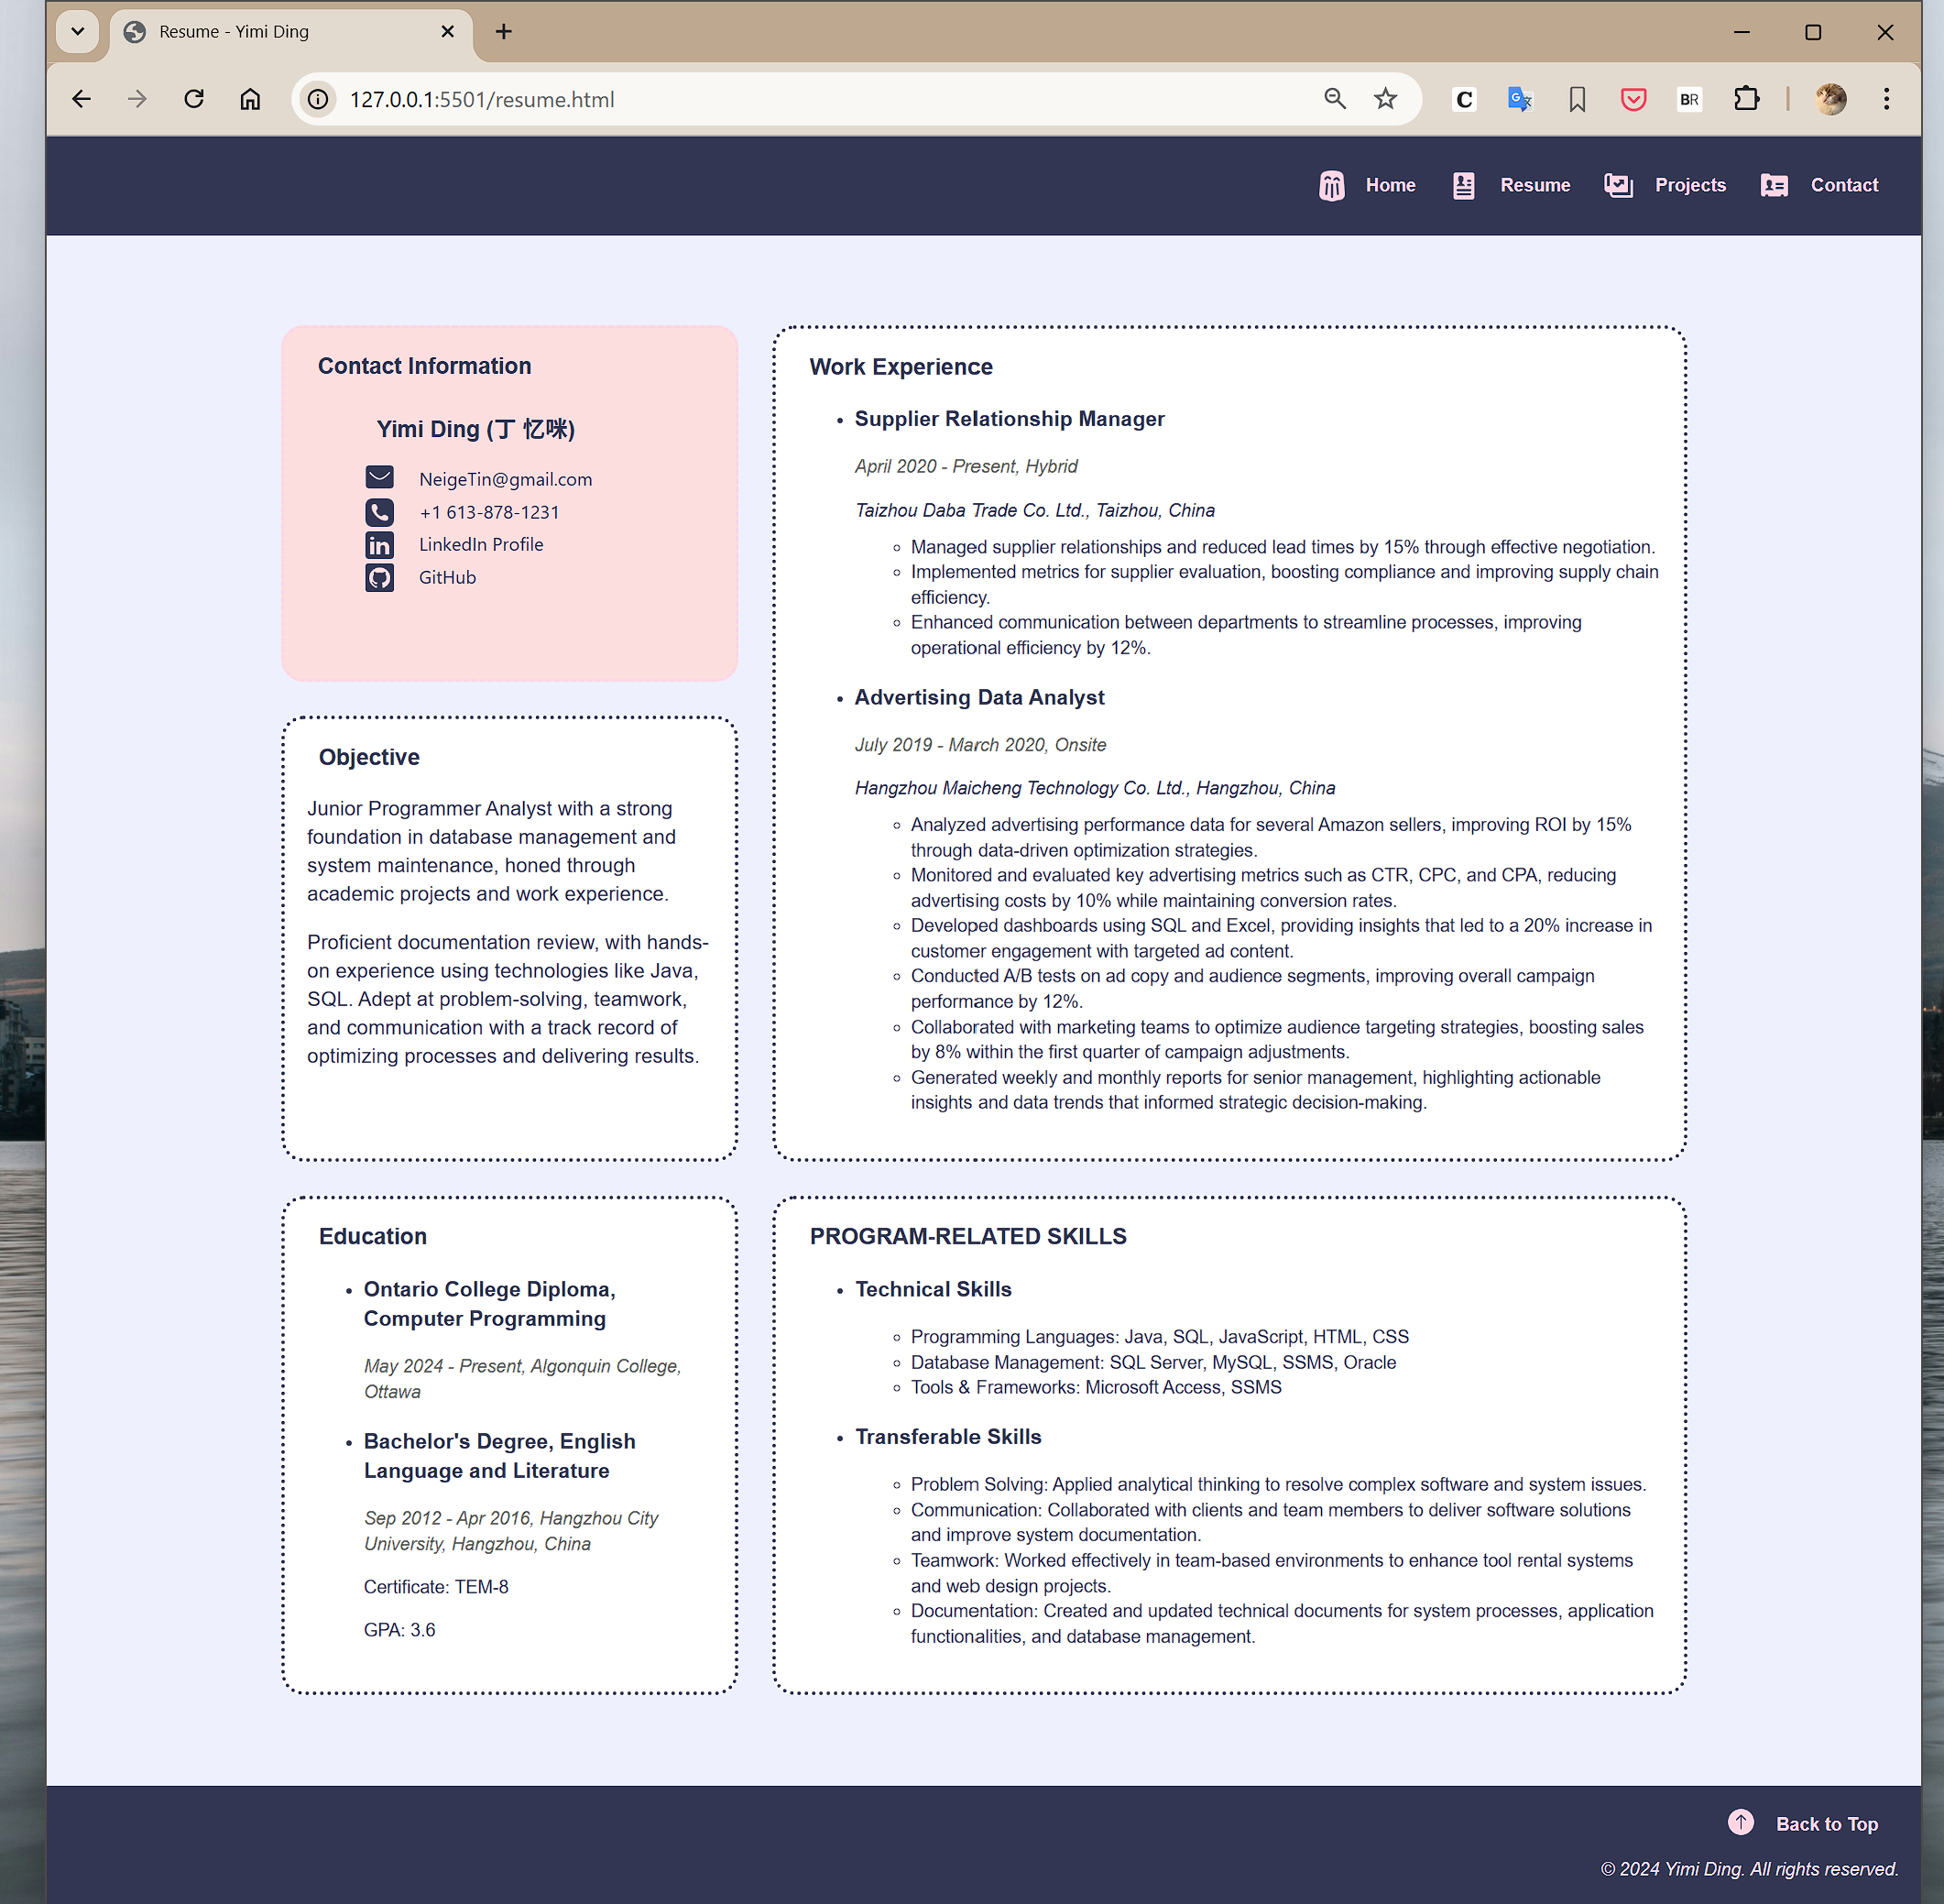 Resume - Yimi Ding
127.0.0.1:5501/resume.html
C
G
BR
Home
Resume
Projects
Contact
Contact Information
Yimi Ding (丁 忆咪)
NeigeTin@gmail.com
+1 613-878-1231
in
LinkedIn Profile
GitHub
Objective
Junior Programmer Analyst with a strong
foundation in database management and
system maintenance, honed through
academic projects and work experience.
Proficient documentation review, with hands-
on experience using technologies like Java,
SQL. Adept at problem-solving, teamwork,
and communication with a track record of
optimizing processes and delivering results.
Work Experience
Supplier Relationship Manager
April 2020 - Present, Hybrid
Taizhou Daba Trade Co. Ltd., Taizhou, China
Managed supplier relationships and reduced lead times by 15% through effective negotiation.
Implemented metrics for supplier evaluation, boosting compliance and improving supply chain
efficiency.
Enhanced communication between departments to streamline processes, improving
operational efficiency by 12%.
Advertising Data Analyst
July 2019 - March 2020, Onsite
Hangzhou Maicheng Technology Co. Ltd., Hangzhou, China
Analyzed advertising performance data for several Amazon sellers, improving ROI by 15%
through data-driven optimization strategies.
Monitored and evaluated key advertising metrics such as CTR, CPC, and CPA, reducing
advertising costs by 10% while maintaining conversion rates.
Developed dashboards using SQL and Excel, providing insights that led to a 20% increase in
customer engagement with targeted ad content.
Conducted A/B tests on ad copy and audience segments, improving overall campaign
performance by 12%.
Collaborated with marketing teams to optimize audience targeting strategies, boosting sales
by 8% within the first quarter of campaign adjustments.
Generated weekly and monthly reports for senior management, highlighting actionable
insights and data trends that informed strategic decision-making.
Education
Ontario College Diploma,
Computer Programming
May 2024 - Present, Algonquin College,
Ottawa
Bachelor's Degree, English
Language and Literature
Sep 2012 - Apr 2016, Hangzhou City
University, Hangzhou, China
Certificate: TEM-8
GPA: 3.6
PROGRAM-RELATED SKILLS
Technical Skills
Programming Languages: Java, SQL, JavaScript, HTML, CSS
Database Management: SQL Server, MySQL, SSMS, Oracle
Tools & Frameworks: Microsoft Access, SSMS
Transferable Skills
Problem Solving: Applied analytical thinking to resolve complex software and system issues.
Communication: Collaborated with clients and team members to deliver software solutions
and improve system documentation.
Teamwork: Worked effectively in team-based environments to enhance tool rental systems
and web design projects.
Documentation: Created and updated technical documents for system processes, application
functionalities, and database management.
Back to Top
© 2024 Yimi Ding. All rights reserved.